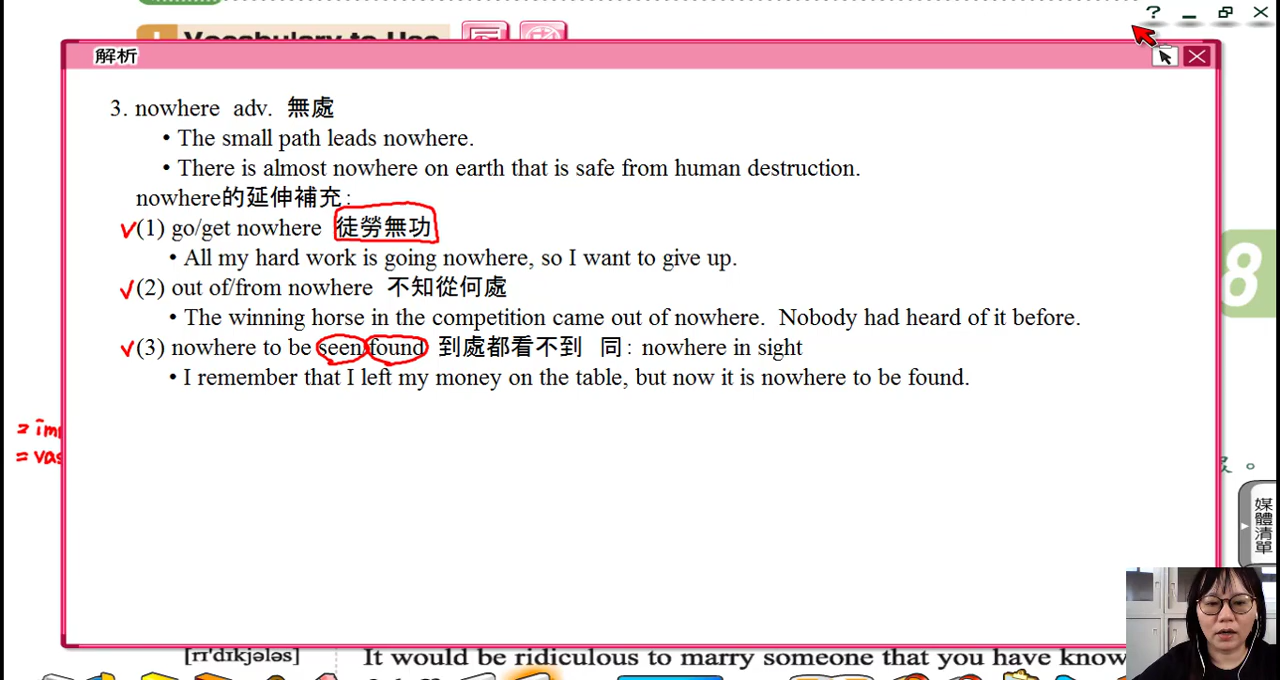 Vocabulary to Use
解析
3. nowhere adv. 無處
• The small path leads nowhere.
• There is almost nowhere on earth that is safe from human destruction.
nowhere的延伸補充:
(1) go/get nowhere 徒勞無功
• All my hard work is going nowhere, so I want to give up.
(2) out of/from nowhere 不知從何處
• The winning horse in the competition came out of nowhere. Nobody had heard of it before.
(3) nowhere to be seen/found 到處都看不到 同: nowhere in sight
• I remember that I left my money on the table, but now it is nowhere to be found.
8
媒體清單
[rɪˈdɪkjələs]
It would be ridiculous to marry someone that you have know